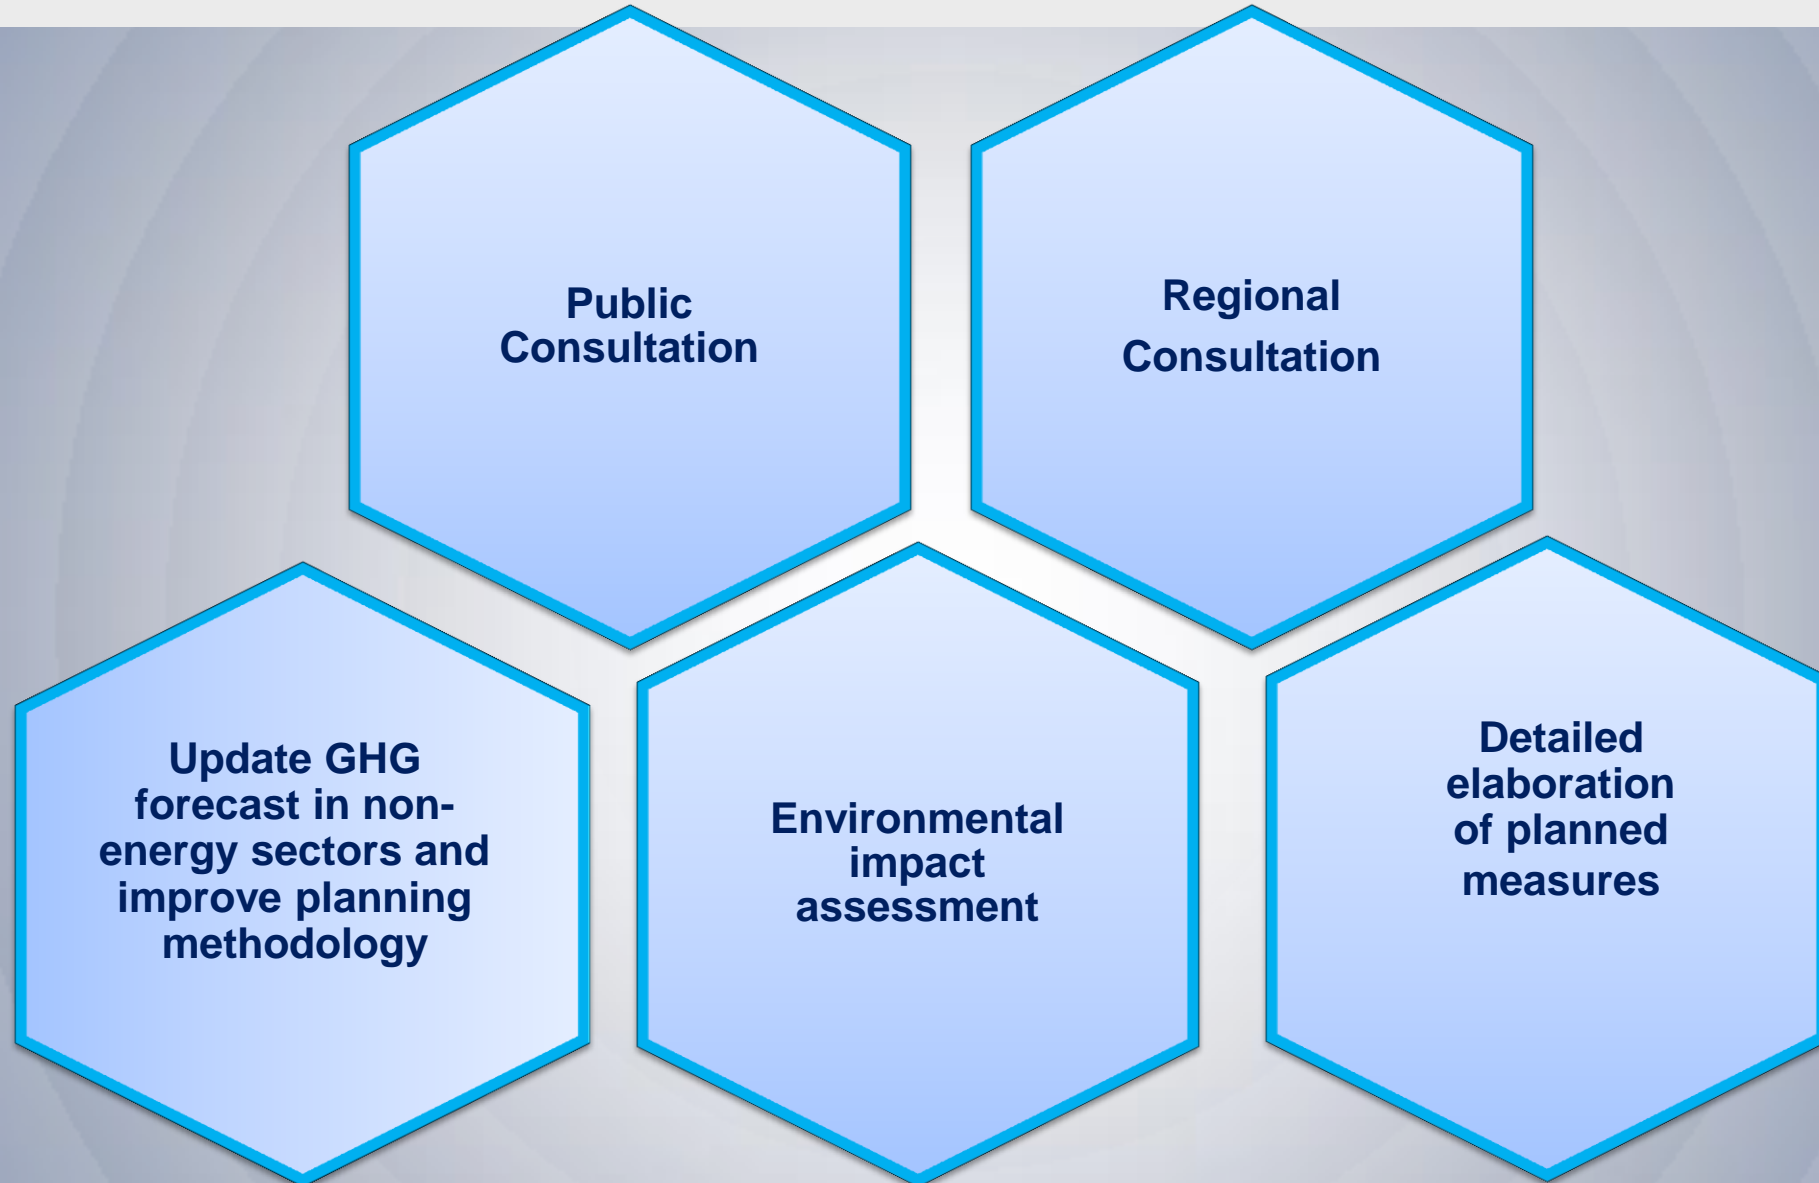 Public
Consultation
Regional
Consultation
Update GHG
forecast in non-
energy sectors and
improve planning
methodology
Environmental
impact
assessment
Detailed
elaboration
of planned
measures